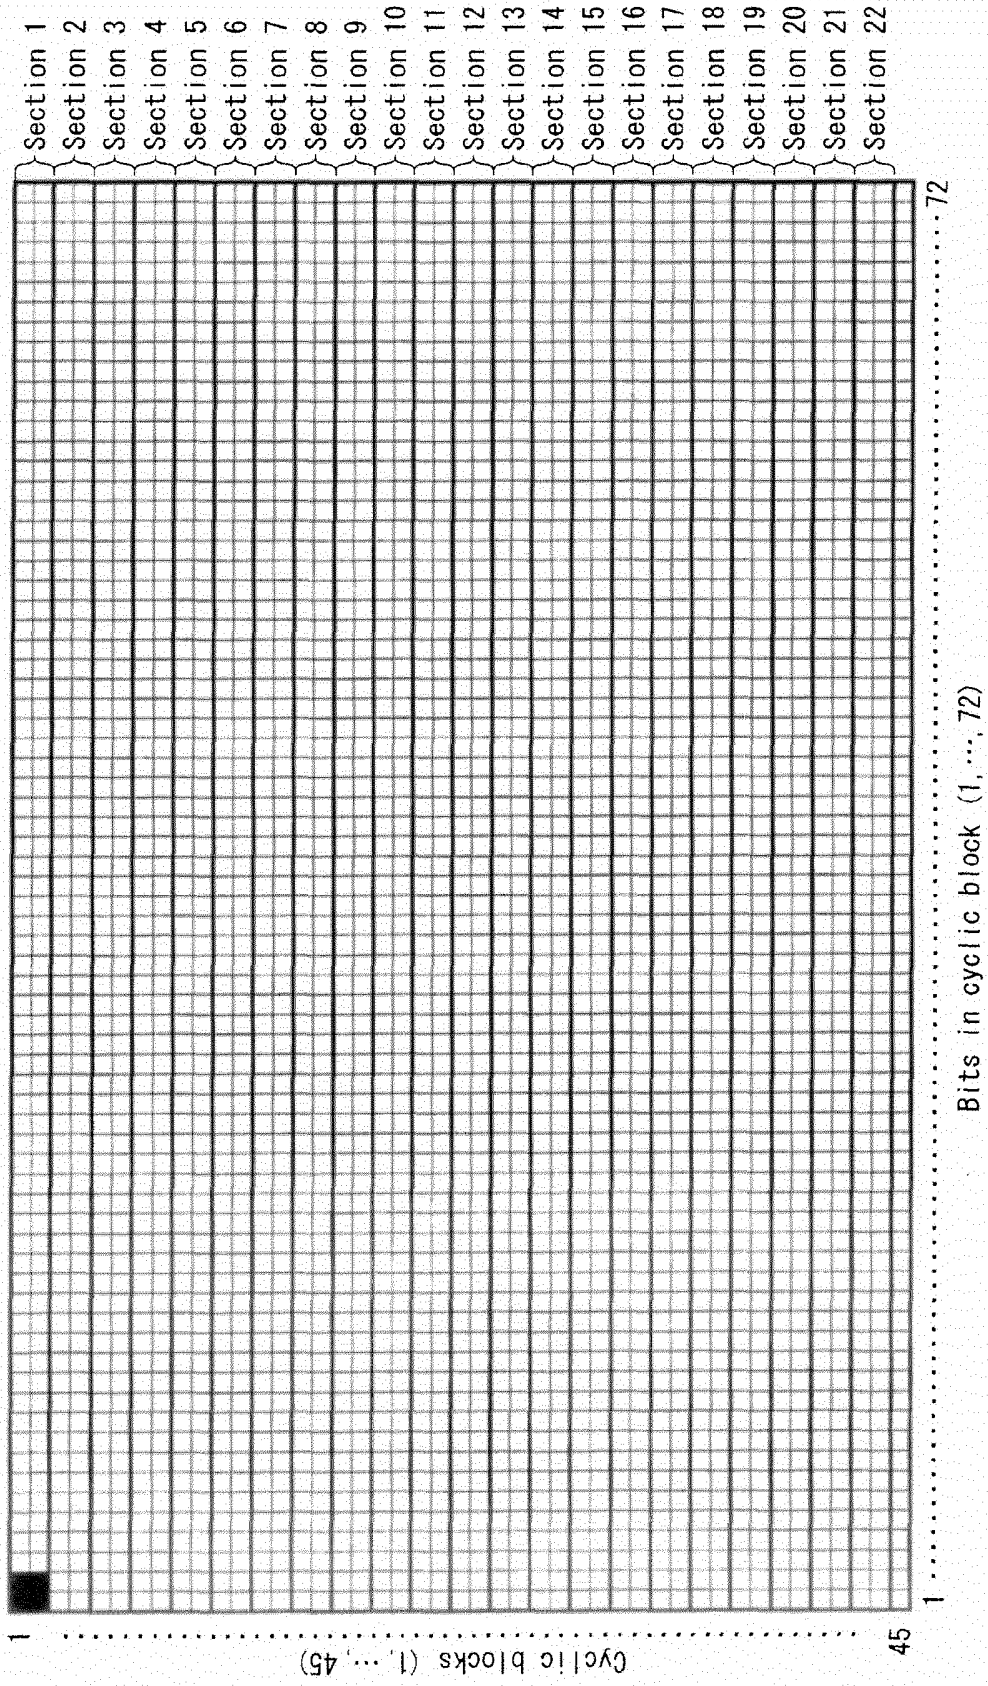 Section 1
Section 2
Section 3
Section 4
Section 5
Section 6
Section 7
Section 8
Section 9
Section 10
Section 11
Section 12
Section 13
Section 14
Section 15
Section 16
Section 17
Section 18
Section 19
Section 20
Section 21
Section 22
1
45
Cyclic blocks (1, ⋯, 45)
1
72
Bits in cyclic block (1, ⋯, 72)